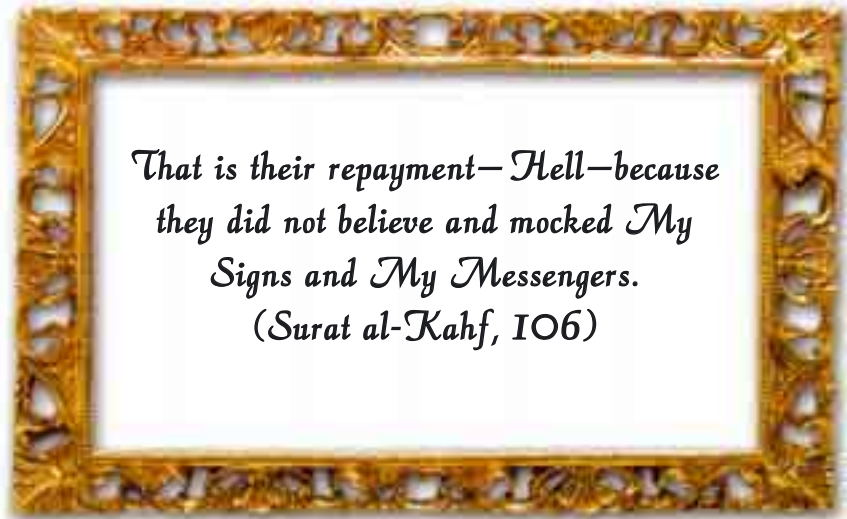 That is their repayment—Hell—because
they did not believe and mocked My
Signs and My Messengers.
(Surat al-Kahf, 106)